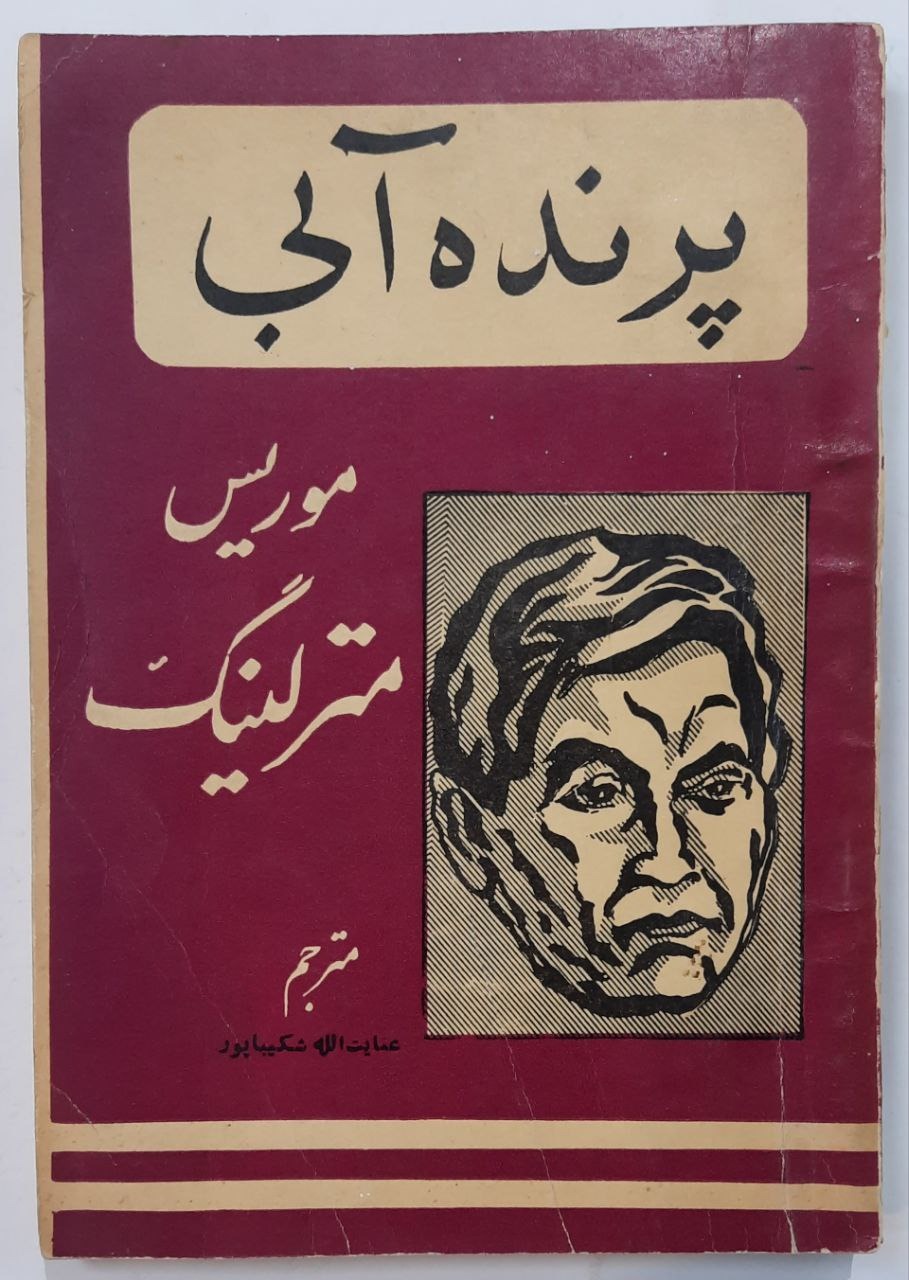 پرنده آبی
موریس
مترلینگ
مترجم
عنایت‌الله شکیباپور